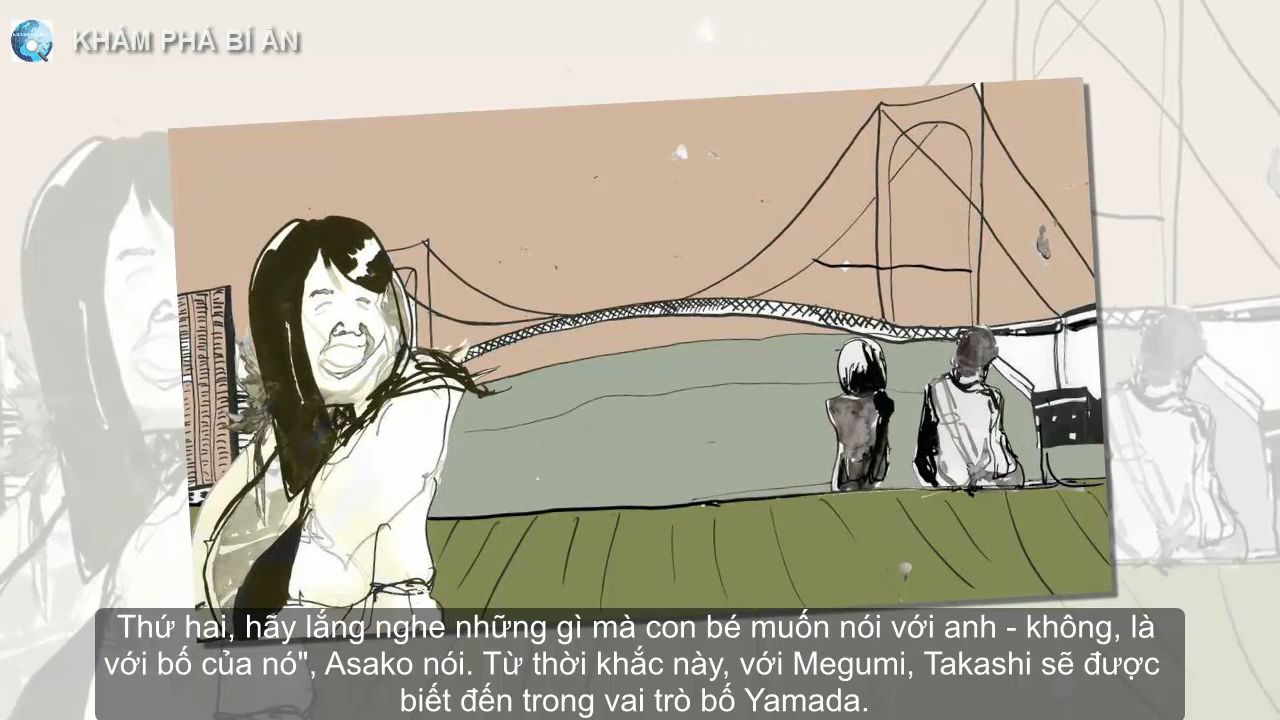 KHÁM PHÁ BÍ ẨN
Thứ hai, hãy lắng nghe những gì mà con bé muốn nói với anh - không, là
với bố của nó", Asako nói. Từ thời khắc này, với Megumi, Takashi sẽ được
biết đến trong vai trò bố Yamada.